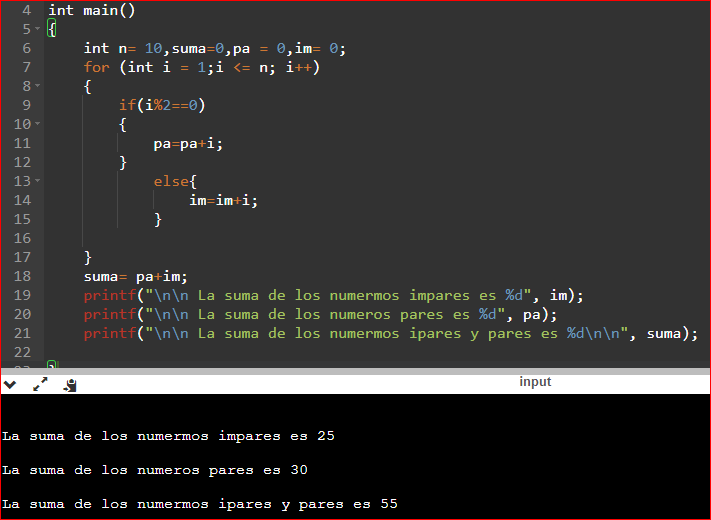 4 int main()
5 {
6 int n= 10,suma=0,pa = 0,im= 0;
7 for (int i = 1;i <= n; i++)
8 {
9 if(i%2==0)
10 {
11 pa=pa+i;
12 }
13 else{
14 im=im+i;
15 }
16
17 }
18 suma= pa+im;
19 printf("\n\n La suma de los numermos impares es %d", im);
20 printf("\n\n La suma de los numeros pares es %d", pa);
21 printf("\n\n La suma de los numermos ipares y pares es %d\n\n", suma);
22
input
La suma de los numermos impares es 25
La suma de los numeros pares es 30
La suma de los numermos ipares y pares es 55